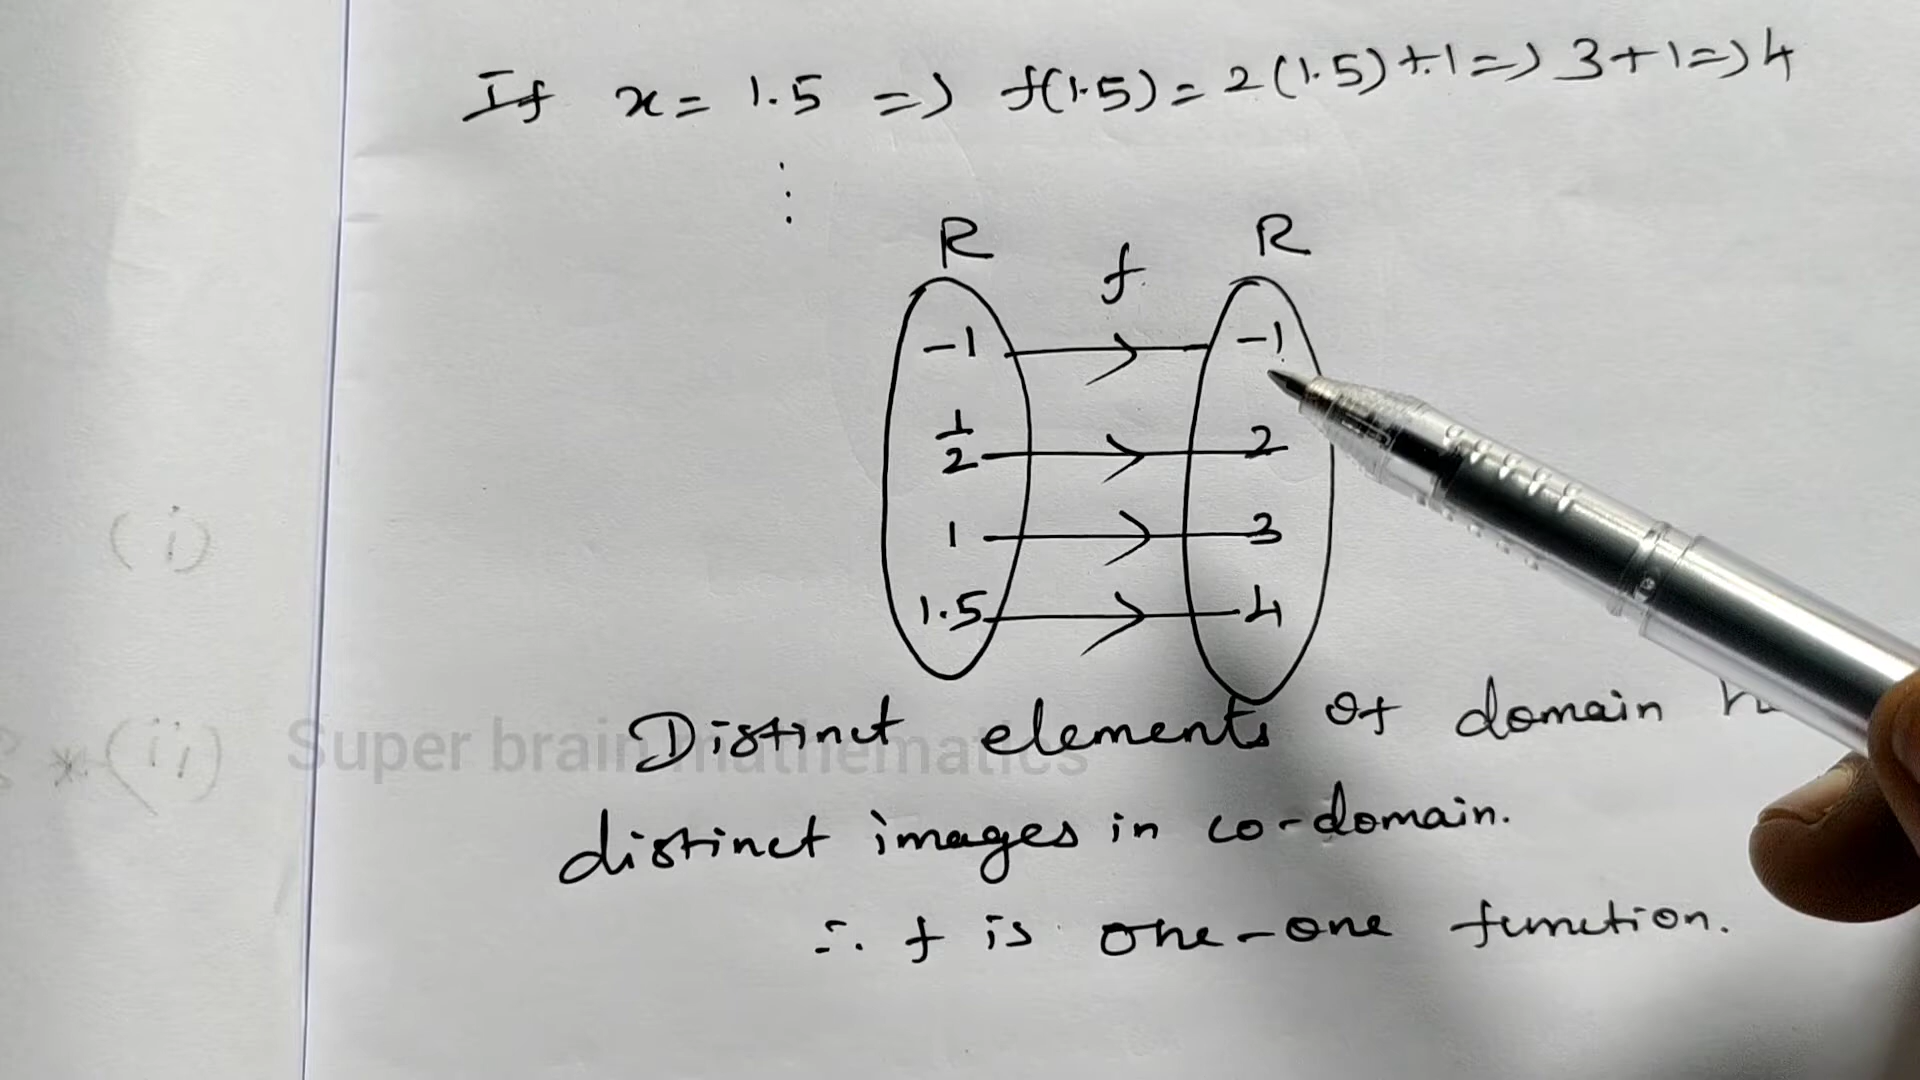 If x = 1.5 => f(1.5) = 2(1.5)+1 => 3+1 => 4
⋮
R R
f
-1 -1
1/2 2
1 3
1.5 4
(i)
(ii) Super brain mathematics
Distinct elements of domain
distinct images in co-domain.
∴ f is one-one function.